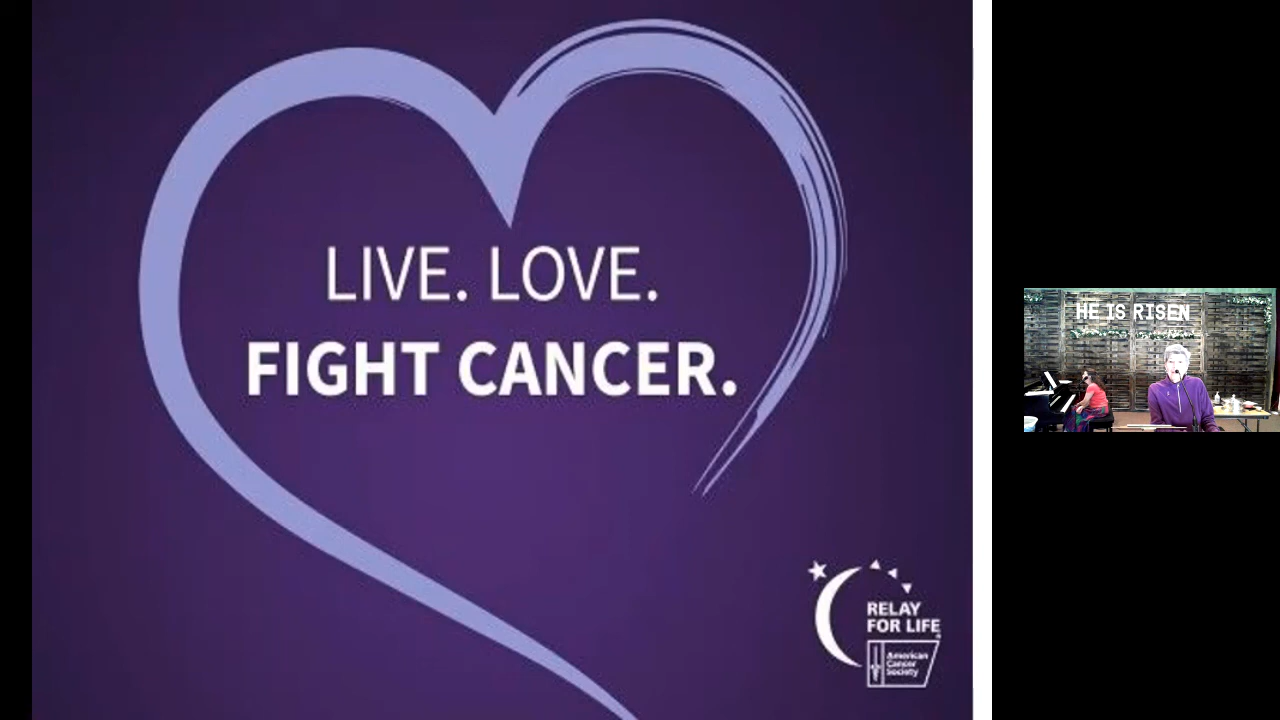 LIVE. LOVE.
FIGHT CANCER.
RELAY
FOR LIFE
American
Cancer
Society
HE IS RISEN